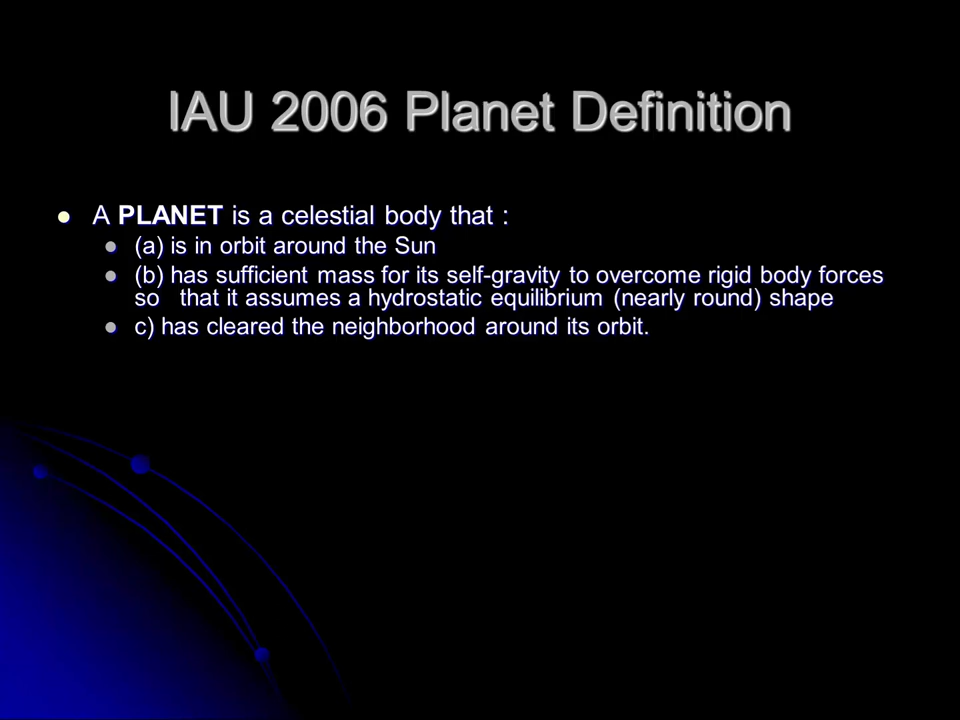 IAU 2006 Planet Definition
A PLANET is a celestial body that :
(a) is in orbit around the Sun
(b) has sufficient mass for its self-gravity to overcome rigid body forces
so   that it assumes a hydrostatic equilibrium (nearly round) shape
c) has cleared the neighborhood around its orbit.